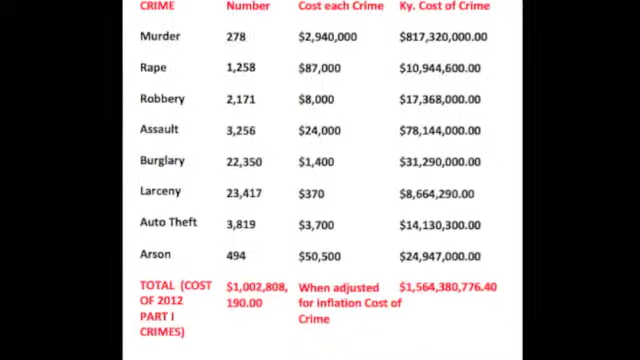 CRIME Number Cost each Crime Ky. Cost of Crime
Murder 278 $2,940,000 $817,320,000.00
Rape 1,258 $87,000 $10,944,600.00
Robbery 2,171 $8,000 $17,368,000.00
Assault 3,256 $24,000 $78,144,000.00
Burglary 22,350 $1,400 $31,290,000.00
Larceny 23,417 $370 $8,664,290.00
Auto Theft 3,819 $3,700 $14,130,300.00
Arson 494 $50,500 $24,947,000.00
TOTAL (COST $1,002,808, When adjusted $1,564,380,776.40
OF 2012 190.00 for inflation Cost of
PART I Crime
CRIMES)